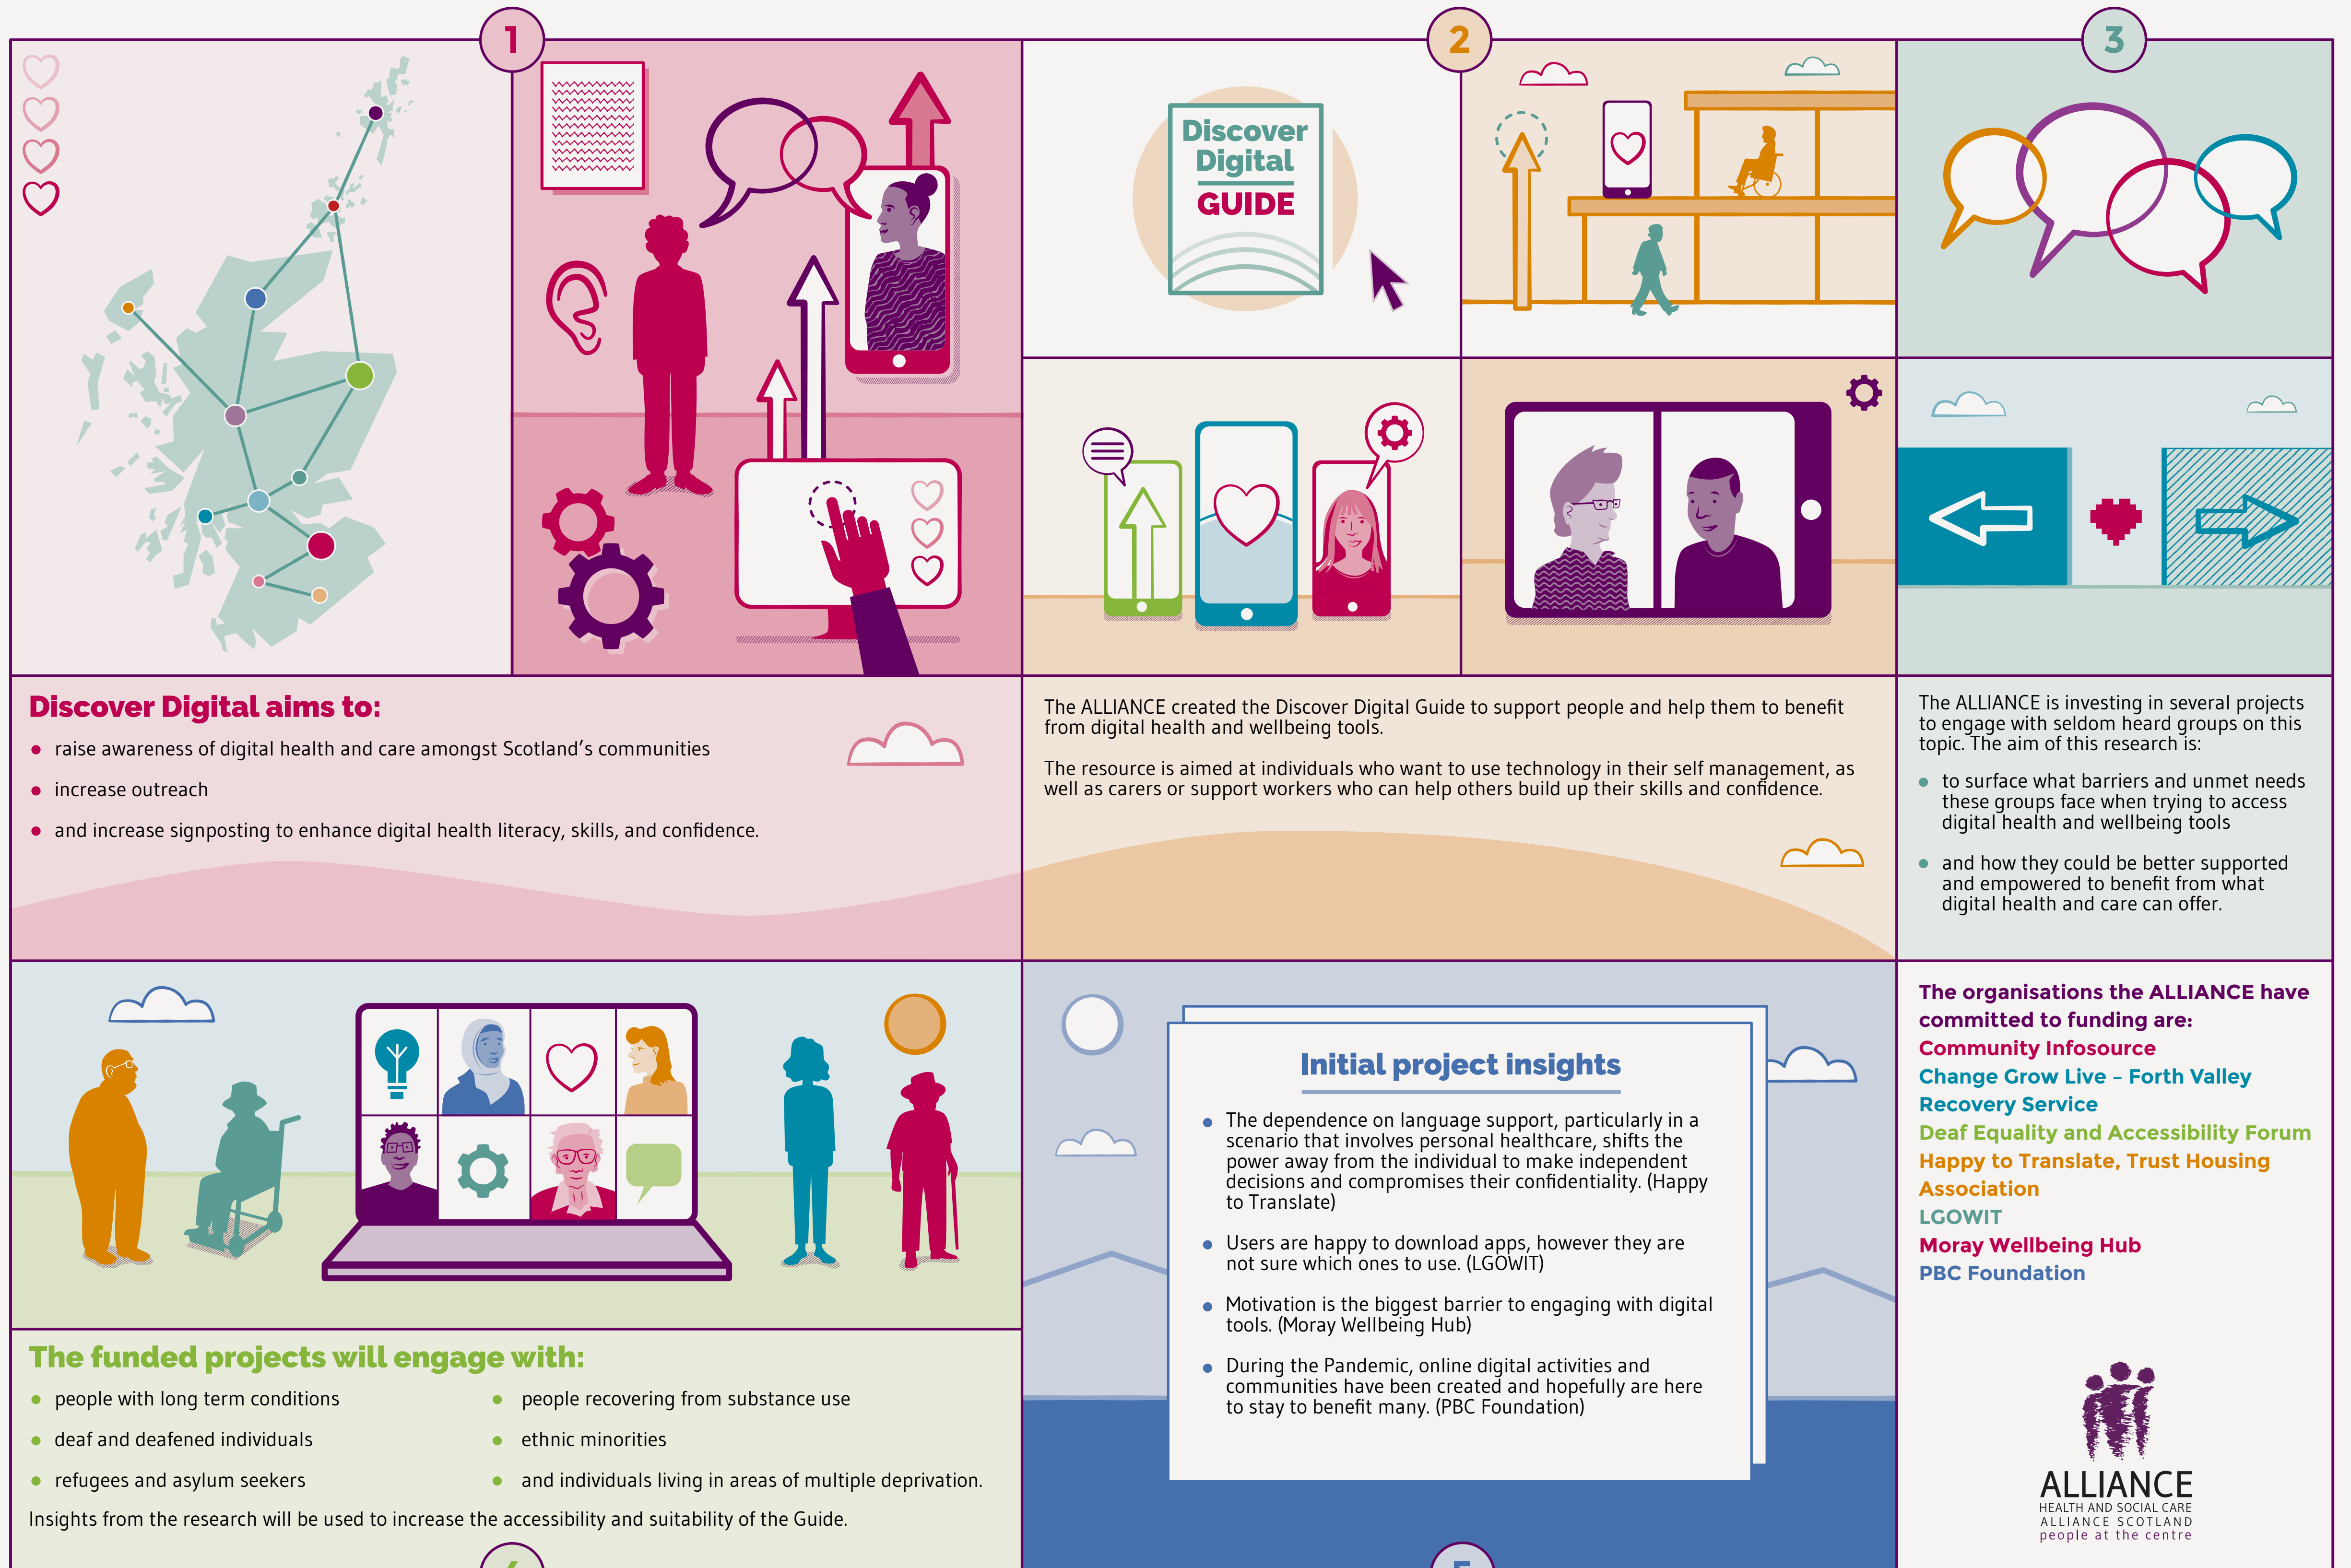 1
2
3
Discover
Digital
GUIDE
Discover Digital aims to:
raise awareness of digital health and care amongst Scotland's communities
increase outreach
and increase signposting to enhance digital health literacy, skills, and confidence.
The ALLIANCE created the Discover Digital Guide to support people and help them to benefit
from digital health and wellbeing tools.
The resource is aimed at individuals who want to use technology in their self management, as
well as carers or support workers who can help others build up their skills and confidence.
The ALLIANCE is investing in several projects
to engage with seldom heard groups on this
topic. The aim of this research is:
to surface what barriers and unmet needs
these groups face when trying to access
digital health and wellbeing tools
and how they could be better supported
and empowered to benefit from what
digital health and care can offer.
The funded projects will engage with:
people with long term conditions
deaf and deafened individuals
refugees and asylum seekers
people recovering from substance use
ethnic minorities
and individuals living in areas of multiple deprivation.
Insights from the research will be used to increase the accessibility and suitability of the Guide.
Initial project insights
The dependence on language support, particularly in a
scenario that involves personal healthcare, shifts the
power away from the individual to make independent
decisions and compromises their confidentiality. (Happy
to Translate)
Users are happy to download apps, however they are
not sure which ones to use. (LGOWIT)
Motivation is the biggest barrier to engaging with digital
tools. (Moray Wellbeing Hub)
During the Pandemic, online digital activities and
communities have been created and hopefully are here
to stay to benefit many. (PBC Foundation)
The organisations the ALLIANCE have
committed to funding are:
Community Infosource
Change Grow Live – Forth Valley
Recovery Service
Deaf Equality and Accessibility Forum
Happy to Translate, Trust Housing
Association
LGOWIT
Moray Wellbeing Hub
PBC Foundation
ALLIANCE
HEALTH AND SOCIAL CARE
ALLIANCE SCOTLAND
people at the centre